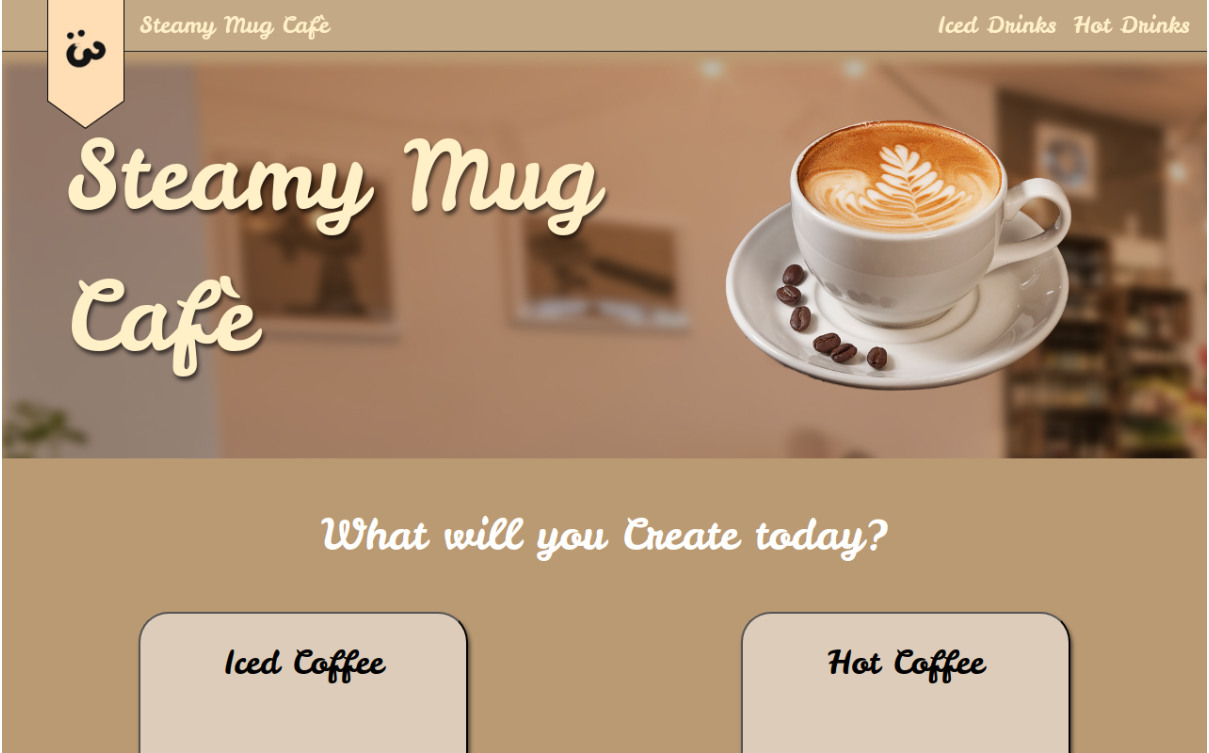 Steamy Mug Cafè
Iced Drinks Hot Drinks
Steamy Mug
Cafè
What will you Create today?
Iced Coffee
Hot Coffee